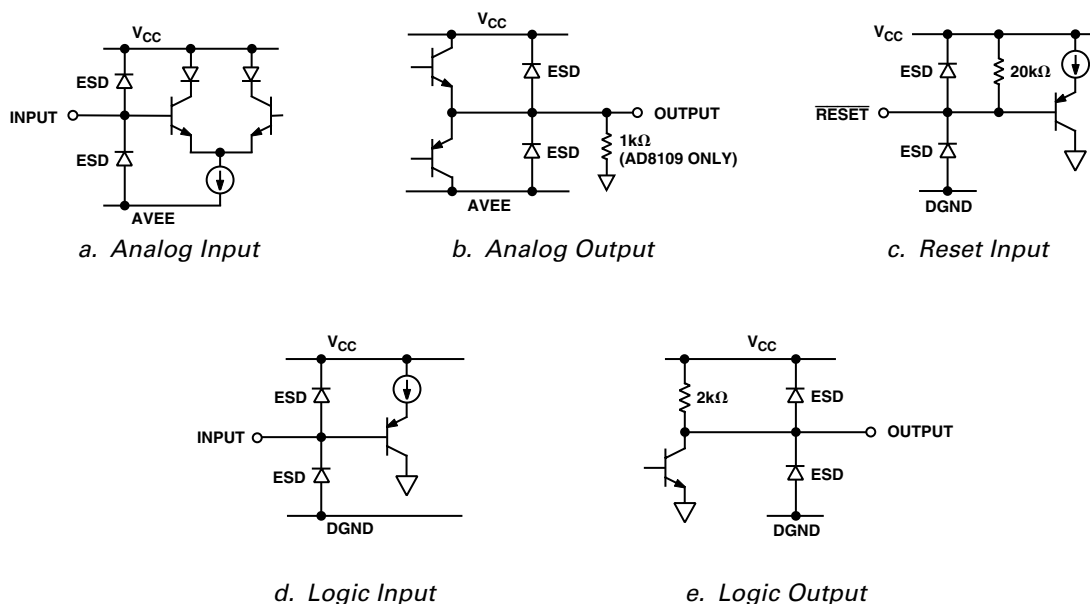 VCC
ESD
INPUT
ESD
AVEE
a. Analog Input
VCC
ESD
OUTPUT
1kΩ
(AD8109 ONLY)
ESD
AVEE
b. Analog Output
VCC
ESD
20kΩ
RESET
ESD
DGND
c. Reset Input
VCC
ESD
INPUT
ESD
DGND
d. Logic Input
VCC
2kΩ
ESD
OUTPUT
ESD
DGND
e. Logic Output